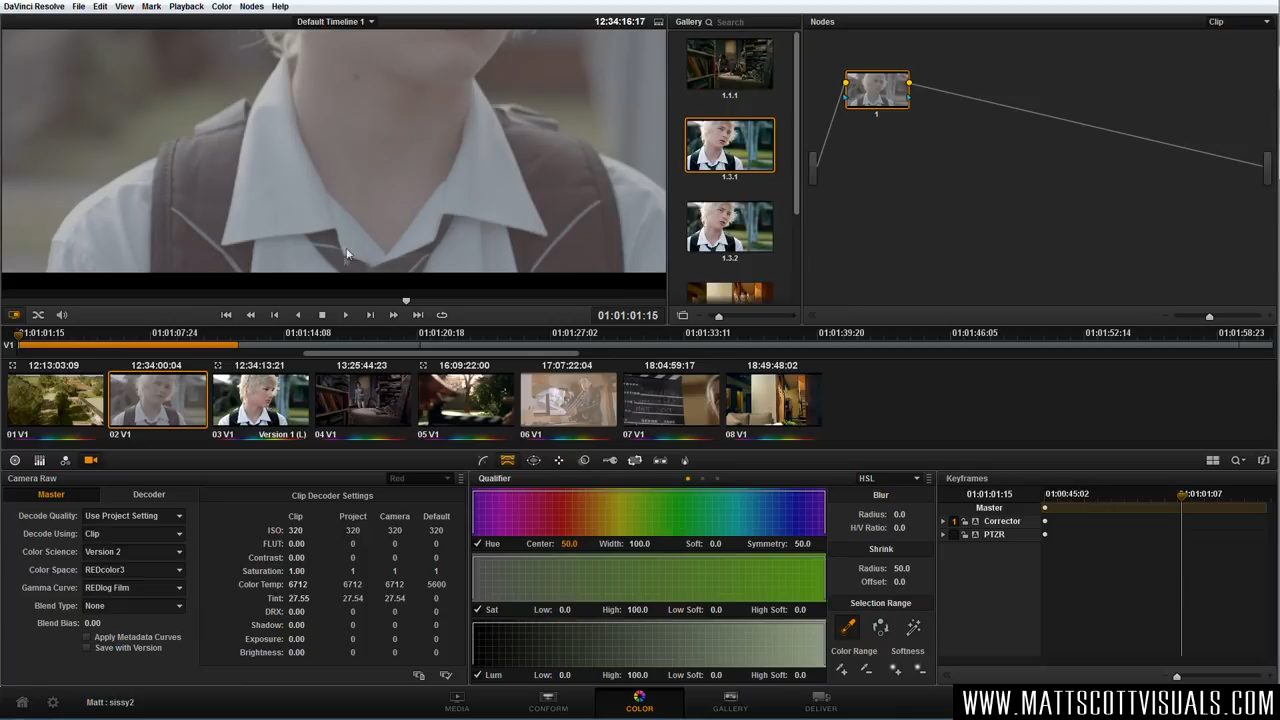 DaVinci Resolve File Edit View Mark Playback Color Nodes Help
Default Timeline 1 12:34:16:17 Gallery Search Nodes Clip
1.1.1
1
1.3.1
1.3.2
01:01:01:15
01:01:01:15 01:01:07:24 01:01:14:08 01:01:20:18 01:01:27:02 01:01:33:11 01:01:39:20 01:01:46:05 01:01:52:14 01:01:58:23
V1
12:13:03:09 12:34:00:04 12:34:13:21 13:25:44:23 16:09:22:00 17:07:22:04 18:04:59:17 18:49:48:02
01 V1 02 V1 03 V1 Version 1 (L) 04 V1 05 V1 06 V1 07 V1 08 V1
Camera Raw Red Qualifier HSL Keyframes
Master Decoder Clip Decoder Settings Blur 01:01:01:15 01:00:45:02 01:01:01:07
Master
Decode Quality: Use Project Setting Clip Project Camera Default Radius: 0.0
ISO: 320 320 320 320 H/V Ratio: 0.0 1 Corrector
Decode Using: Clip FLUT: 0.00 0 0 0 PTZR
Hue Center: 50.0 Width: 100.0 Soft: 0.0 Symmetry: 50.0
Color Science: Version 2 Contrast: 0.00 0 0 0 Shrink
Color Space: REDcolor3 Saturation: 1.00 1 1 1 Radius: 50.0
Gamma Curve: REDlog Film Color Temp: 6712 6712 6712 5600 Offset: 0.0
Tint: 27.55 27.54 27.54 0
Blend Type: None DRX: 0.00 0 0 0 Selection Range
Sat Low: 0.0 High: 100.0 Low Soft: 0.0 High Soft: 0.0
Blend Bias: 0.00 Shadow: 0.00 0 0 0
Apply Metadata Curves Exposure: 0.00 0 0 0
Save with Version Brightness: 0.00 0 0 0 Color Range Softness
Lum Low: 0.0 High: 100.0 Low Soft: 0.0 High Soft: 0.0
Matt : sissy2 MEDIA CONFORM COLOR GALLERY DELIVER
WWW.MATTSCOTTVISUALS.COM